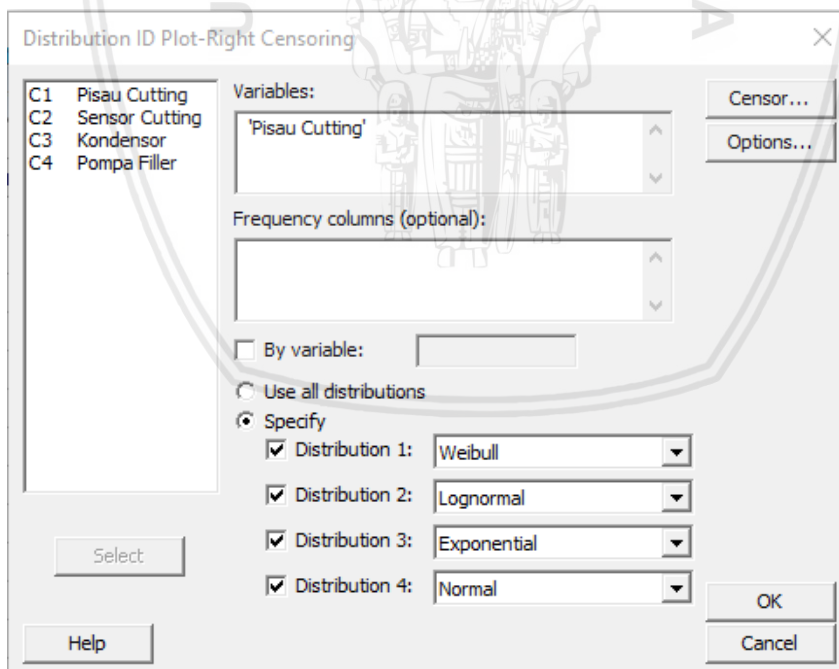 Distribution ID Plot-Right Censoring
C1 Pisau Cutting
C2 Sensor Cutting
C3 Kondensor
C4 Pompa Filler
Variables:
'Pisau Cutting'
Censor...
Options...
Frequency columns (optional):
By variable:
Use all distributions
Specify
Distribution 1: Weibull
Distribution 2: Lognormal
Distribution 3: Exponential
Distribution 4: Normal
Select
Help
OK
Cancel